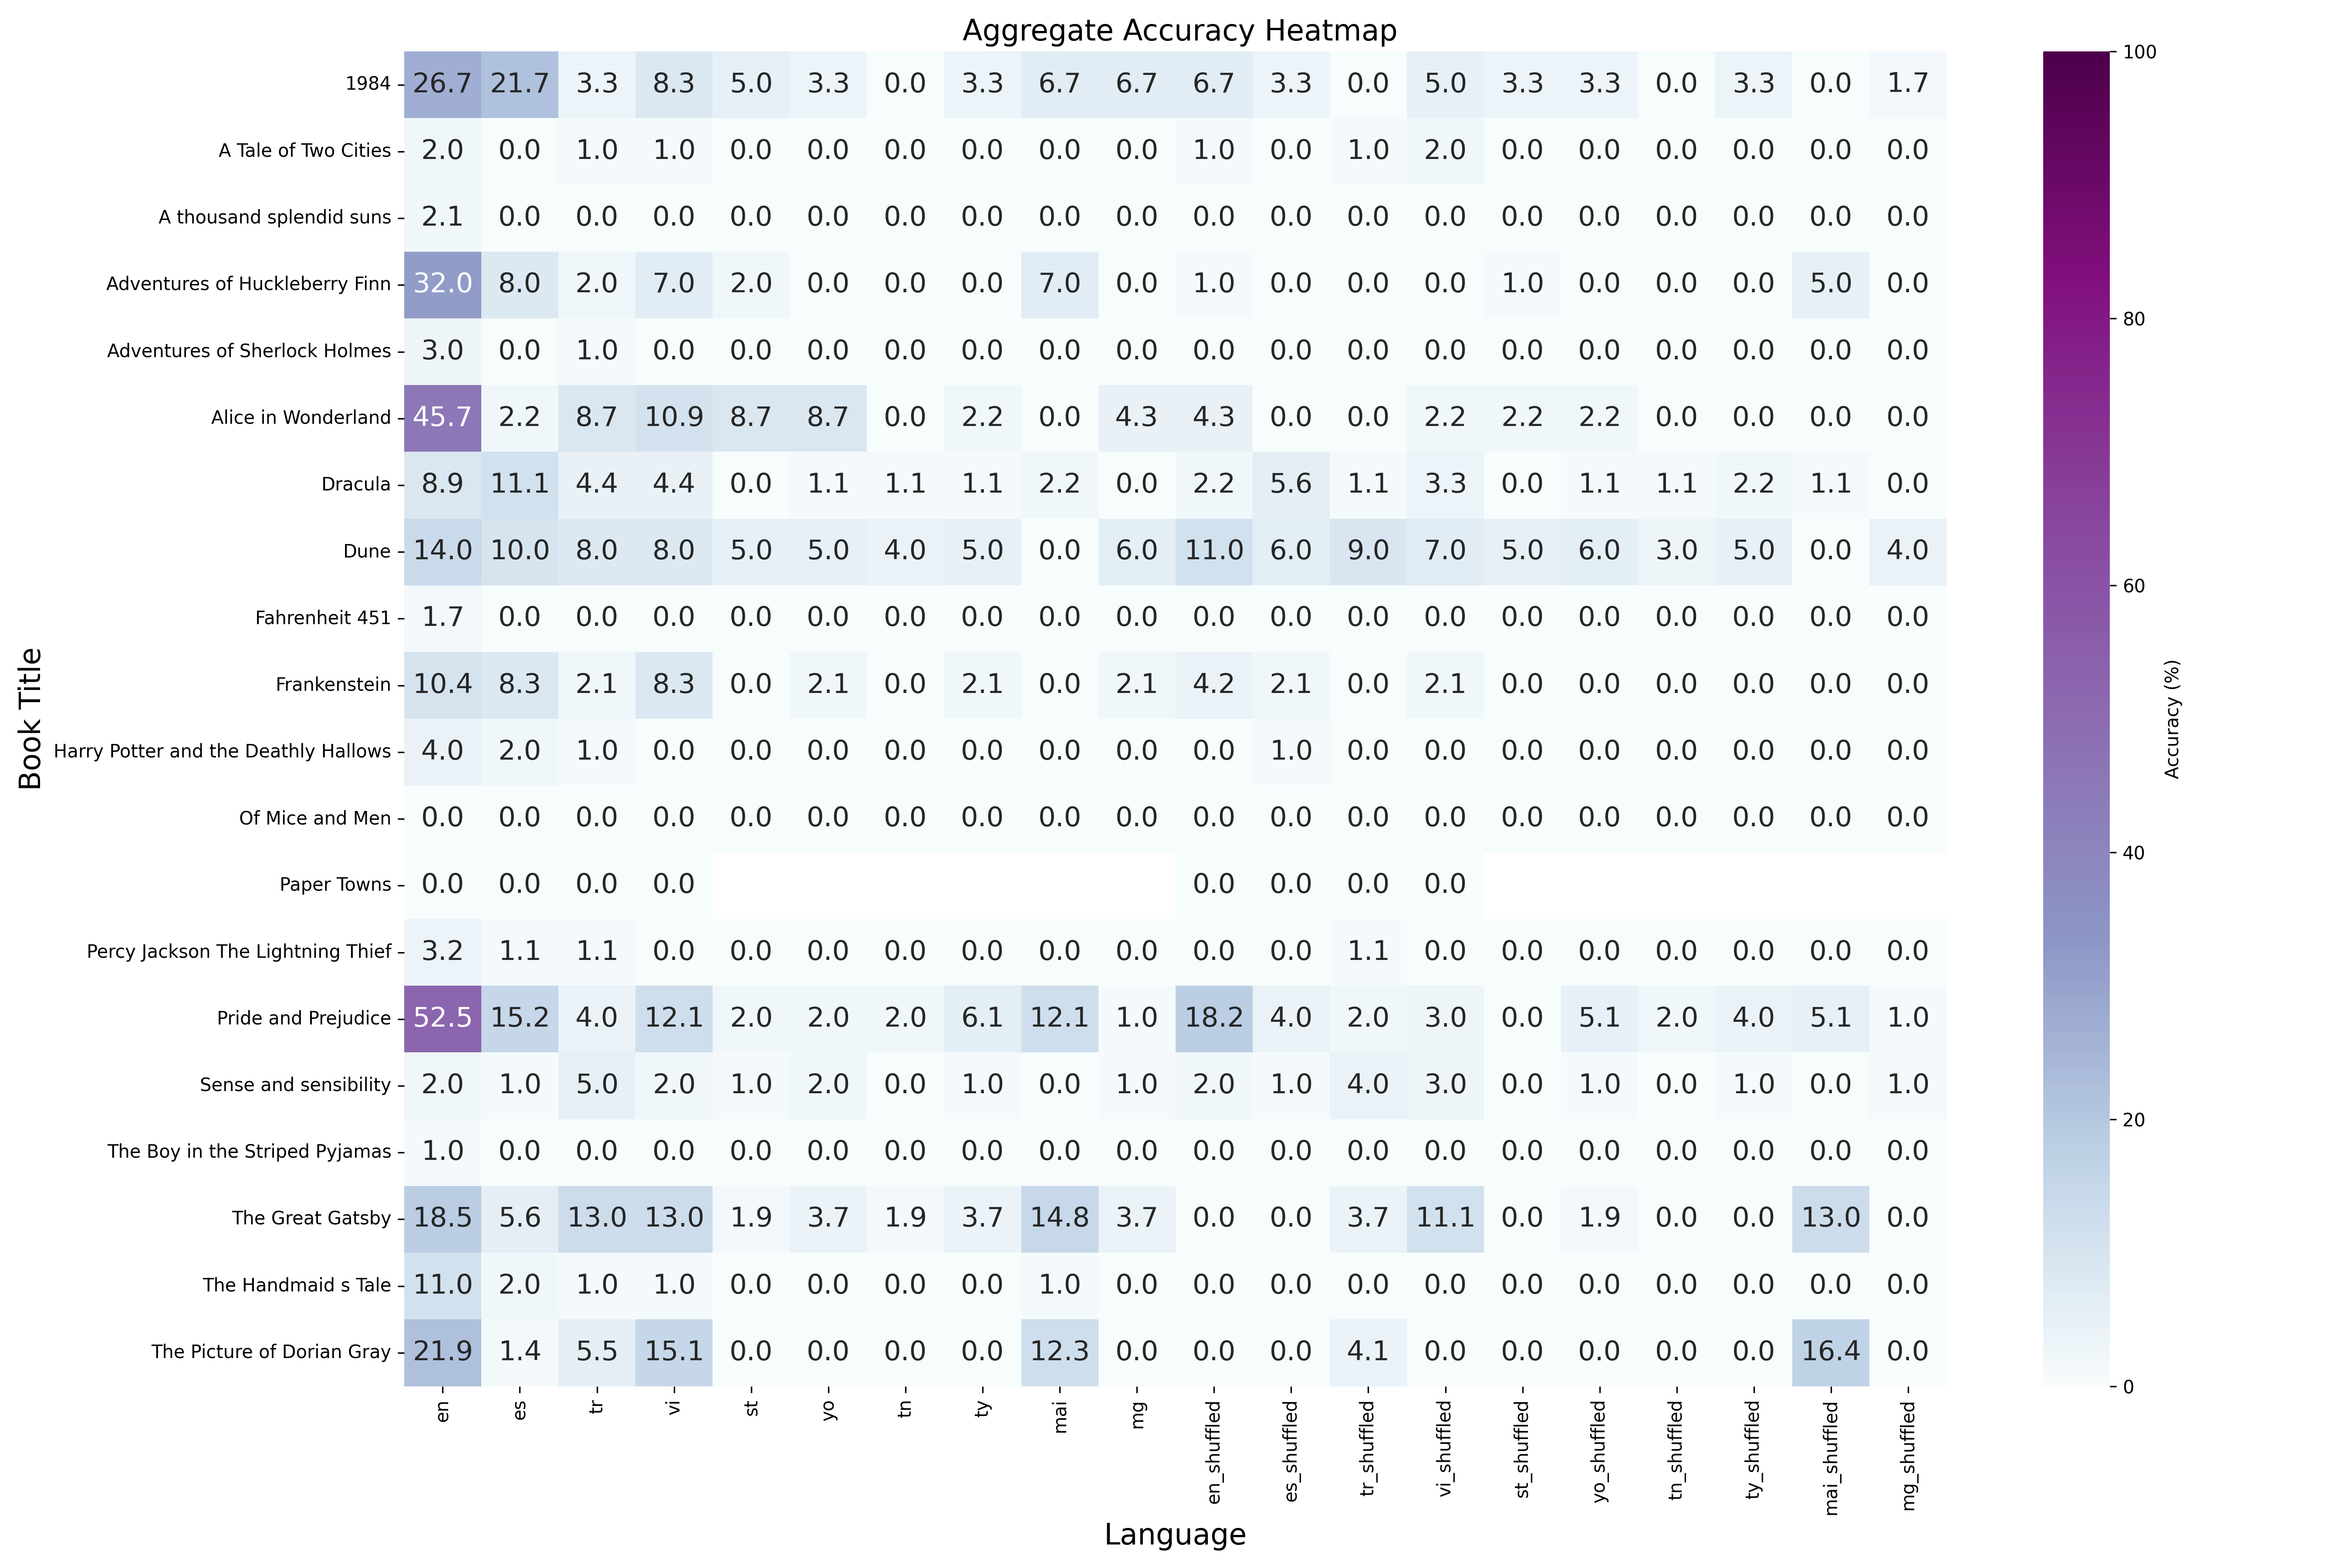 Aggregate Accuracy Heatmap
1984 26.7 21.7 3.3 8.3 5.0 3.3 0.0 3.3 6.7 6.7 6.7 3.3 0.0 5.0 3.3 3.3 0.0 3.3 0.0 1.7
A Tale of Two Cities 2.0 0.0 1.0 1.0 0.0 0.0 0.0 0.0 0.0 0.0 1.0 0.0 1.0 2.0 0.0 0.0 0.0 0.0 0.0 0.0
A thousand splendid suns 2.1 0.0 0.0 0.0 0.0 0.0 0.0 0.0 0.0 0.0 0.0 0.0 0.0 0.0 0.0 0.0 0.0 0.0 0.0 0.0
Adventures of Huckleberry Finn 32.0 8.0 2.0 7.0 2.0 0.0 0.0 0.0 7.0 0.0 1.0 0.0 0.0 0.0 1.0 0.0 0.0 0.0 5.0 0.0
Adventures of Sherlock Holmes 3.0 0.0 1.0 0.0 0.0 0.0 0.0 0.0 0.0 0.0 0.0 0.0 0.0 0.0 0.0 0.0 0.0 0.0 0.0 0.0
Alice in Wonderland 45.7 2.2 8.7 10.9 8.7 8.7 0.0 2.2 0.0 4.3 4.3 0.0 0.0 2.2 2.2 2.2 0.0 0.0 0.0 0.0
Dracula 8.9 11.1 4.4 4.4 0.0 1.1 1.1 1.1 2.2 0.0 2.2 5.6 1.1 3.3 0.0 1.1 1.1 2.2 1.1 0.0
Dune 14.0 10.0 8.0 8.0 5.0 5.0 4.0 5.0 0.0 6.0 11.0 6.0 9.0 7.0 5.0 6.0 3.0 5.0 0.0 4.0
Fahrenheit 451 1.7 0.0 0.0 0.0 0.0 0.0 0.0 0.0 0.0 0.0 0.0 0.0 0.0 0.0 0.0 0.0 0.0 0.0 0.0 0.0
Frankenstein 10.4 8.3 2.1 8.3 0.0 2.1 0.0 2.1 0.0 2.1 4.2 2.1 0.0 2.1 0.0 0.0 0.0 0.0 0.0 0.0
Harry Potter and the Deathly Hallows 4.0 2.0 1.0 0.0 0.0 0.0 0.0 0.0 0.0 0.0 0.0 1.0 0.0 0.0 0.0 0.0 0.0 0.0 0.0 0.0
Of Mice and Men 0.0 0.0 0.0 0.0 0.0 0.0 0.0 0.0 0.0 0.0 0.0 0.0 0.0 0.0 0.0 0.0 0.0 0.0 0.0 0.0
Paper Towns 0.0 0.0 0.0 0.0 0.0 0.0 0.0 0.0
Percy Jackson The Lightning Thief 3.2 1.1 1.1 0.0 0.0 0.0 0.0 0.0 0.0 0.0 0.0 0.0 1.1 0.0 0.0 0.0 0.0 0.0 0.0 0.0
Pride and Prejudice 52.5 15.2 4.0 12.1 2.0 2.0 2.0 6.1 12.1 1.0 18.2 4.0 2.0 3.0 0.0 5.1 2.0 4.0 5.1 1.0
Sense and sensibility 2.0 1.0 5.0 2.0 1.0 2.0 0.0 1.0 0.0 1.0 2.0 1.0 4.0 3.0 0.0 1.0 0.0 1.0 0.0 1.0
The Boy in the Striped Pyjamas 1.0 0.0 0.0 0.0 0.0 0.0 0.0 0.0 0.0 0.0 0.0 0.0 0.0 0.0 0.0 0.0 0.0 0.0 0.0 0.0
The Great Gatsby 18.5 5.6 13.0 13.0 1.9 3.7 1.9 3.7 14.8 3.7 0.0 0.0 3.7 11.1 0.0 1.9 0.0 0.0 13.0 0.0
The Handmaid s Tale 11.0 2.0 1.0 1.0 0.0 0.0 0.0 0.0 1.0 0.0 0.0 0.0 0.0 0.0 0.0 0.0 0.0 0.0 0.0 0.0
The Picture of Dorian Gray 21.9 1.4 5.5 15.1 0.0 0.0 0.0 0.0 12.3 0.0 0.0 0.0 4.1 0.0 0.0 0.0 0.0 0.0 16.4 0.0
en es tr vi st yo tn ty mai mg en_shuffled es_shuffled tr_shuffled vi_shuffled st_shuffled yo_shuffled tn_shuffled ty_shuffled mai_shuffled mg_shuffled
Language
Book Title
100
80
60
40
20
0
Accuracy (%)